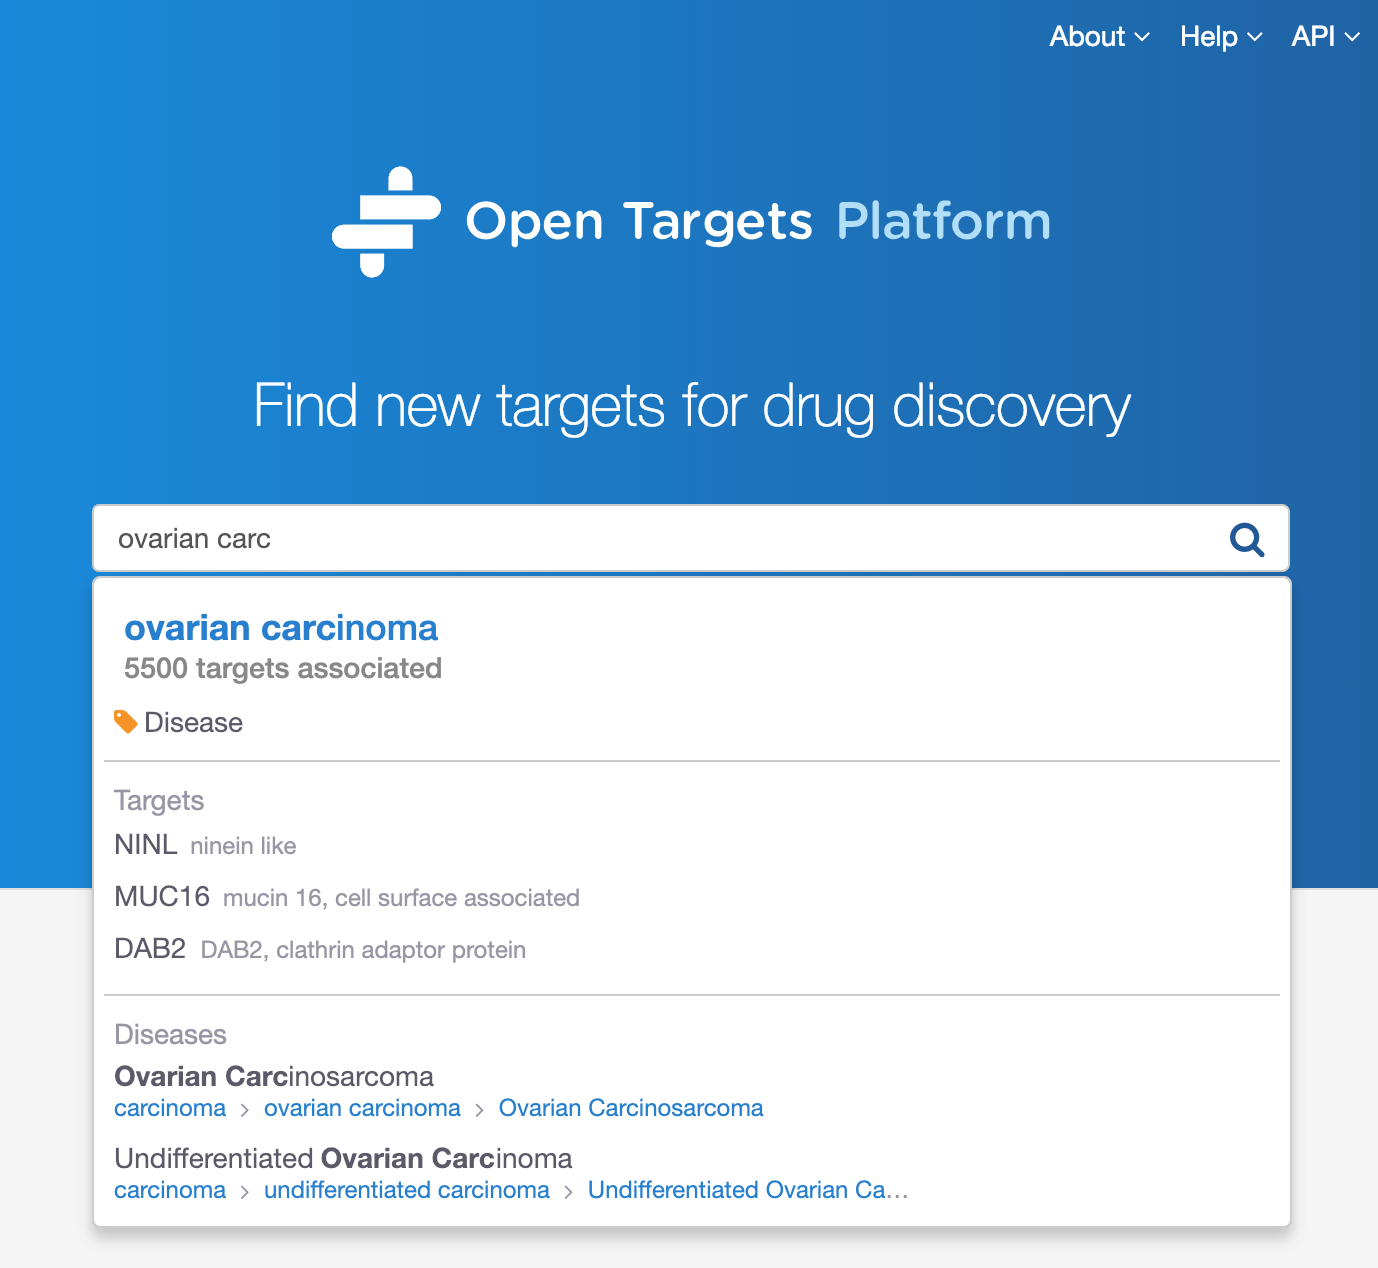 About Help API
Open Targets Platform
Find new targets for drug discovery
ovarian carc
ovarian carcinoma
5500 targets associated
Disease
Targets
NINL ninein like
MUC16 mucin 16, cell surface associated
DAB2 DAB2, clathrin adaptor protein
Diseases
Ovarian Carcinosarcoma
carcinoma > ovarian carcinoma > Ovarian Carcinosarcoma
Undifferentiated Ovarian Carcinoma
carcinoma > undifferentiated carcinoma > Undifferentiated Ovarian Ca...